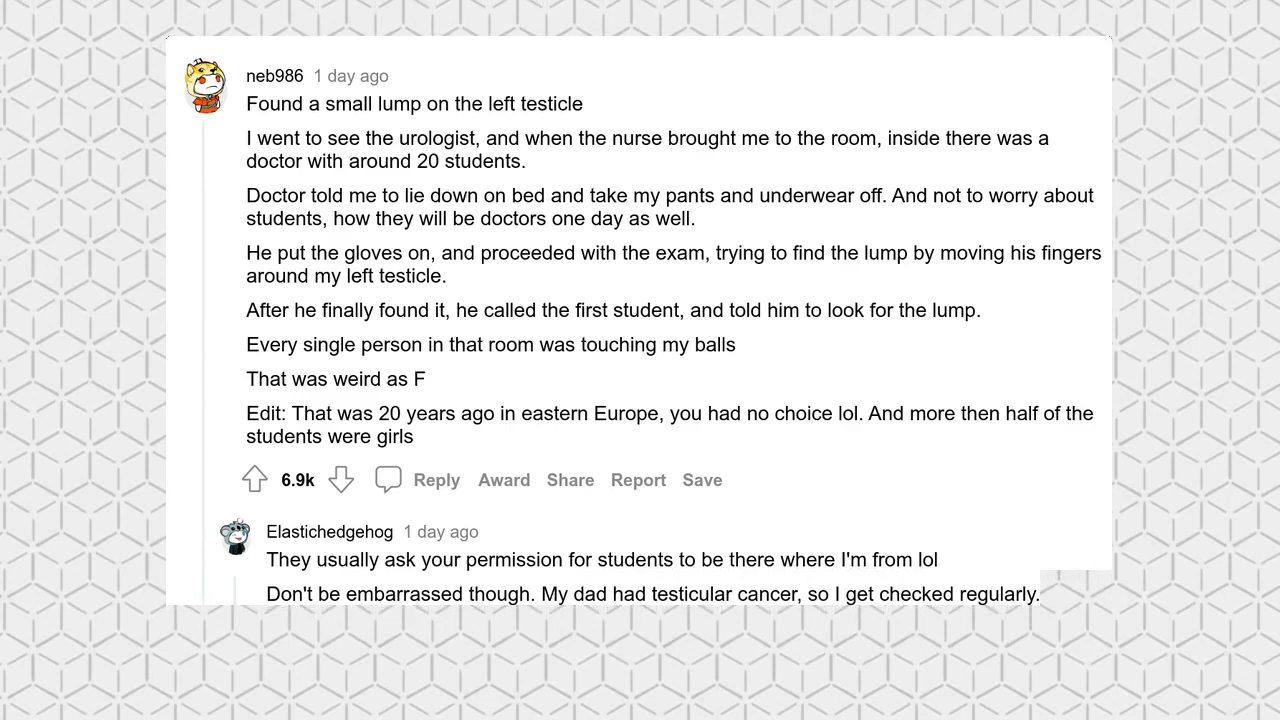 neb986 1 day ago
Found a small lump on the left testicle
I went to see the urologist, and when the nurse brought me to the room, inside there was a
doctor with around 20 students.
Doctor told me to lie down on bed and take my pants and underwear off. And not to worry about
students, how they will be doctors one day as well.
He put the gloves on, and proceeded with the exam, trying to find the lump by moving his fingers
around my left testicle.
After he finally found it, he called the first student, and told him to look for the lump.
Every single person in that room was touching my balls
That was weird as F
Edit: That was 20 years ago in eastern Europe, you had no choice lol. And more then half of the
students were girls
6.9k Reply Award Share Report Save
Elastichedgehog 1 day ago
They usually ask your permission for students to be there where I'm from lol
Don't be embarrassed though. My dad had testicular cancer, so I get checked regularly.